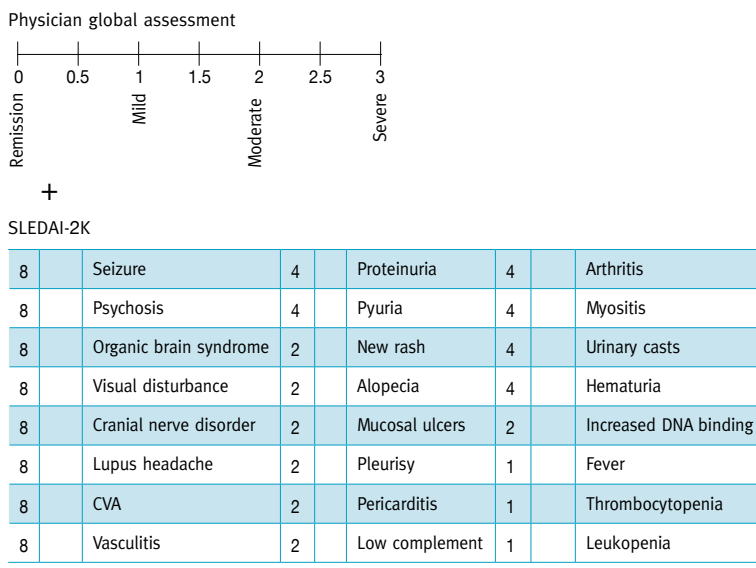 Physician global assessment
0 0.5 1 1.5 2 2.5 3
Remission
Mild
Moderate
Severe
+
SLEDAI-2K
8 Seizure 4 Proteinuria 4 Arthritis
8 Psychosis 4 Pyuria 4 Myositis
8 Organic brain syndrome 2 New rash 4 Urinary casts
8 Visual disturbance 2 Alopecia 4 Hematuria
8 Cranial nerve disorder 2 Mucosal ulcers 2 Increased DNA binding
8 Lupus headache 2 Pleurisy 1 Fever
8 CVA 2 Pericarditis 1 Thrombocytopenia
8 Vasculitis 2 Low complement 1 Leukopenia